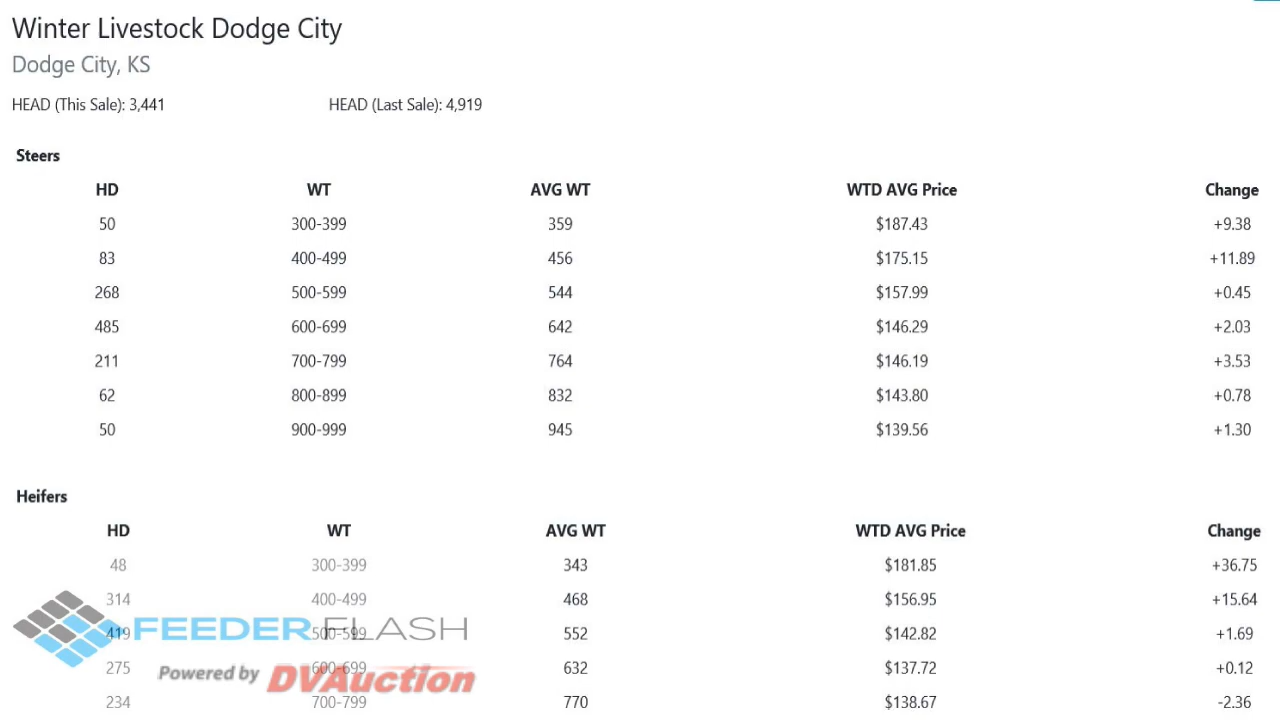 Winter Livestock Dodge City
Dodge City, KS
HEAD (This Sale): 3,441 HEAD (Last Sale): 4,919
Steers
HD WT AVG WT WTD AVG Price Change
50 300-399 359 $187.43 +9.38
83 400-499 456 $175.15 +11.89
268 500-599 544 $157.99 +0.45
485 600-699 642 $146.29 +2.03
211 700-799 764 $146.19 +3.53
62 800-899 832 $143.80 +0.78
50 900-999 945 $139.56 +1.30
Heifers
HD WT AVG WT WTD AVG Price Change
48 300-399 343 $181.85 +36.75
314 400-499 468 $156.95 +15.64
419 500-599 552 $142.82 +1.69
FEEDER FLASH
275 600-699 632 $137.72 +0.12
Powered by DVAuction
234 700-799 770 $138.67 -2.36